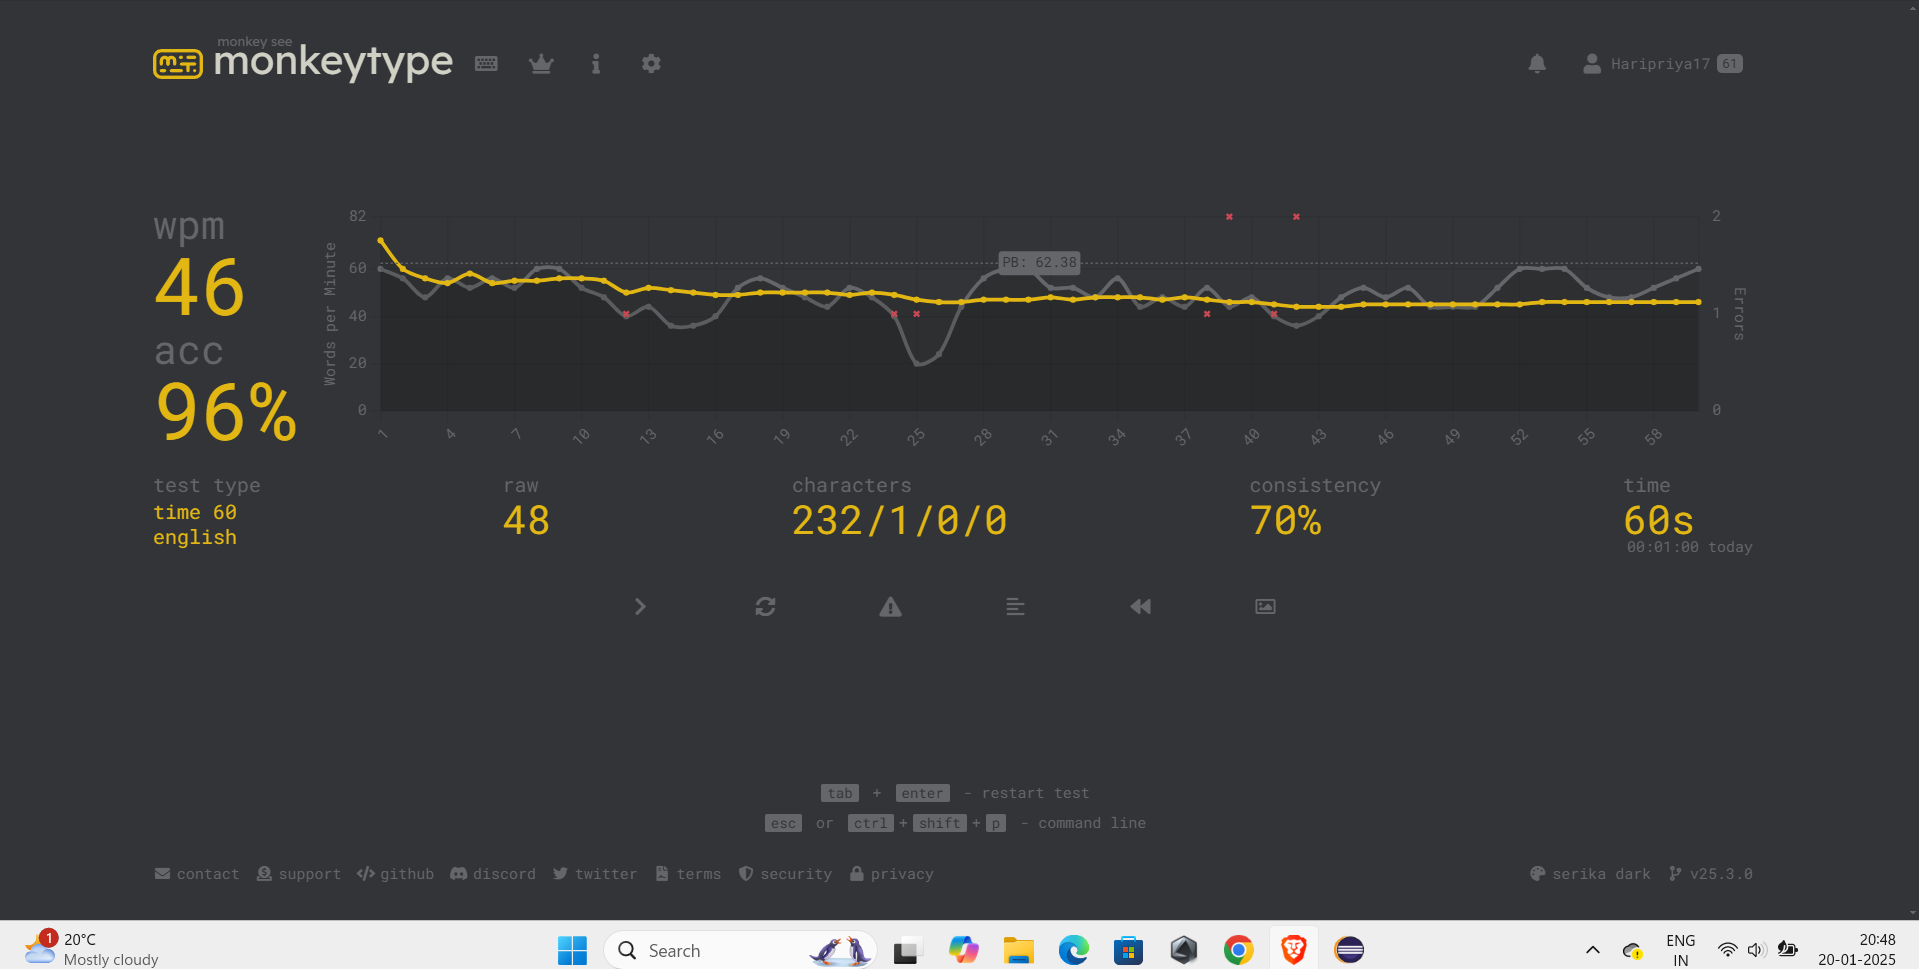 monkey see
monkeytype
Haripriya17 61
wpm
46
acc
96%
Words per Minute
82
60
40
20
0
PB: 62.38
2
1
0
Errors
1 4 7 10 13 16 19 22 25 28 31 34 37 40 43 46 49 52 55 58
test type
time 60
english
raw
48
characters
232/1/0/0
consistency
70%
time
60s
00:01:00 today
tab + enter - restart test
esc or ctrl + shift + p - command line
contact support github discord twitter terms security privacy
serika dark v25.3.0
1
20°C
Mostly cloudy
Search
ENG
IN
20:48
20-01-2025